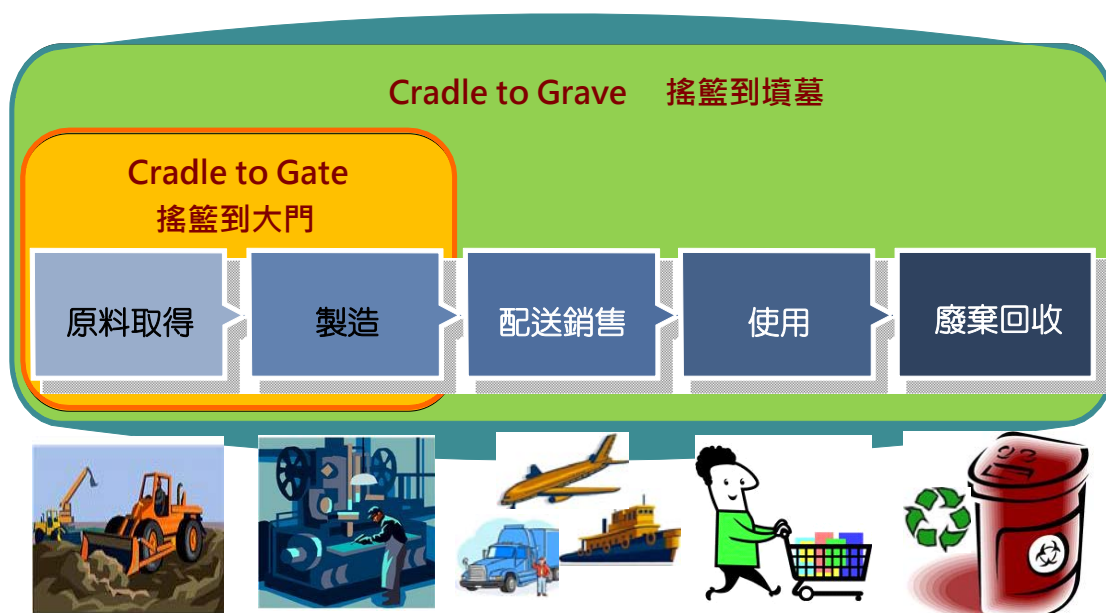 Cradle to Grave 搖籃到墳墓
Cradle to Gate
搖籃到大門
原料取得
製造
配送銷售
使用
廢棄回收